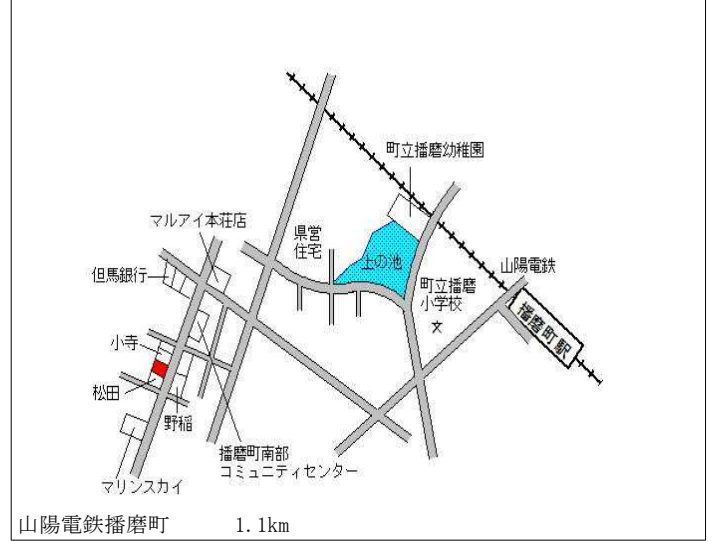 町立播磨幼稚園
マルアイ本荘店
県営
住宅
上の池
山陽電鉄
但馬銀行
町立播磨
小学校
文
播磨町駅
小寺
松田
野稲
播磨町南部
コミュニティセンター
マリンスカイ
山陽電鉄播磨町 1.1km